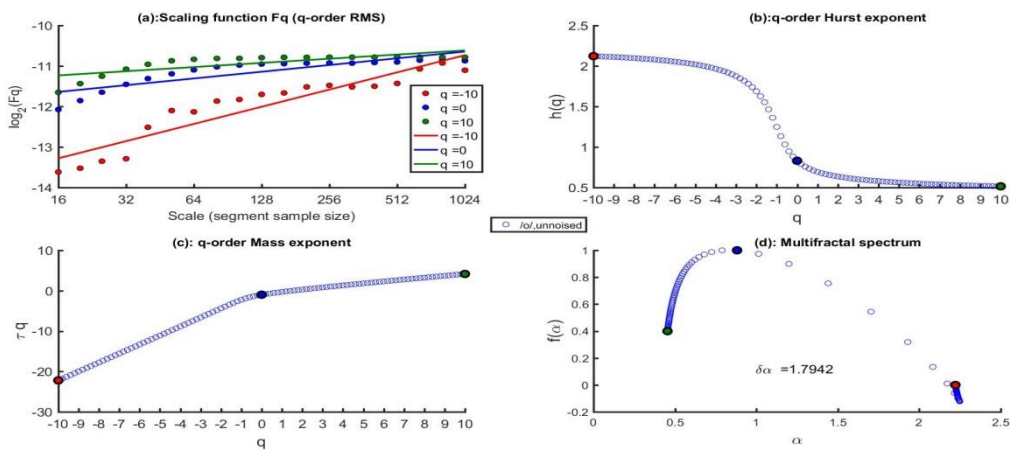 (a):Scaling function Fq (q-order RMS)
-10
-11
-12
-13
-14
log2(Fq)
16 32 64 128 256 512 1024
Scale (segment sample size)
q =-10
q =0
q =10
q =-10
q =0
q =10
(b):q-order Hurst exponent
2.5
2
1.5
1
0.5
h(q)
-10 -9 -8 -7 -6 -5 -4 -3 -2 -1 0 1 2 3 4 5 6 7 8 9 10
q
/o/,unnoised
(c): q-order Mass exponent
10
0
-10
-20
-30
τ q
-10 -9 -8 -7 -6 -5 -4 -3 -2 -1 0 1 2 3 4 5 6 7 8 9 10
q
(d): Multifractal spectrum
1
0.8
0.6
0.4
0.2
0
-0.2
f(α)
δα =1.7942
0 0.5 1 1.5 2 2.5
α